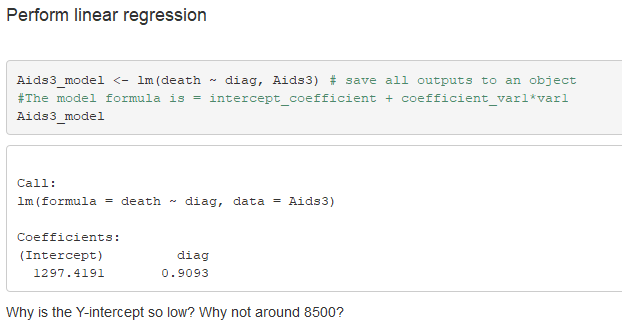 Perform linear regression
Aids3_model <- lm(death ~ diag, Aids3) # save all outputs to an object
#The model formula is = intercept_coefficient + coefficient_var1*var1
Aids3_model
Call:
lm(formula = death ~ diag, data = Aids3)
Coefficients:
(Intercept) diag
1297.4191 0.9093
Why is the Y-intercept so low? Why not around 8500?